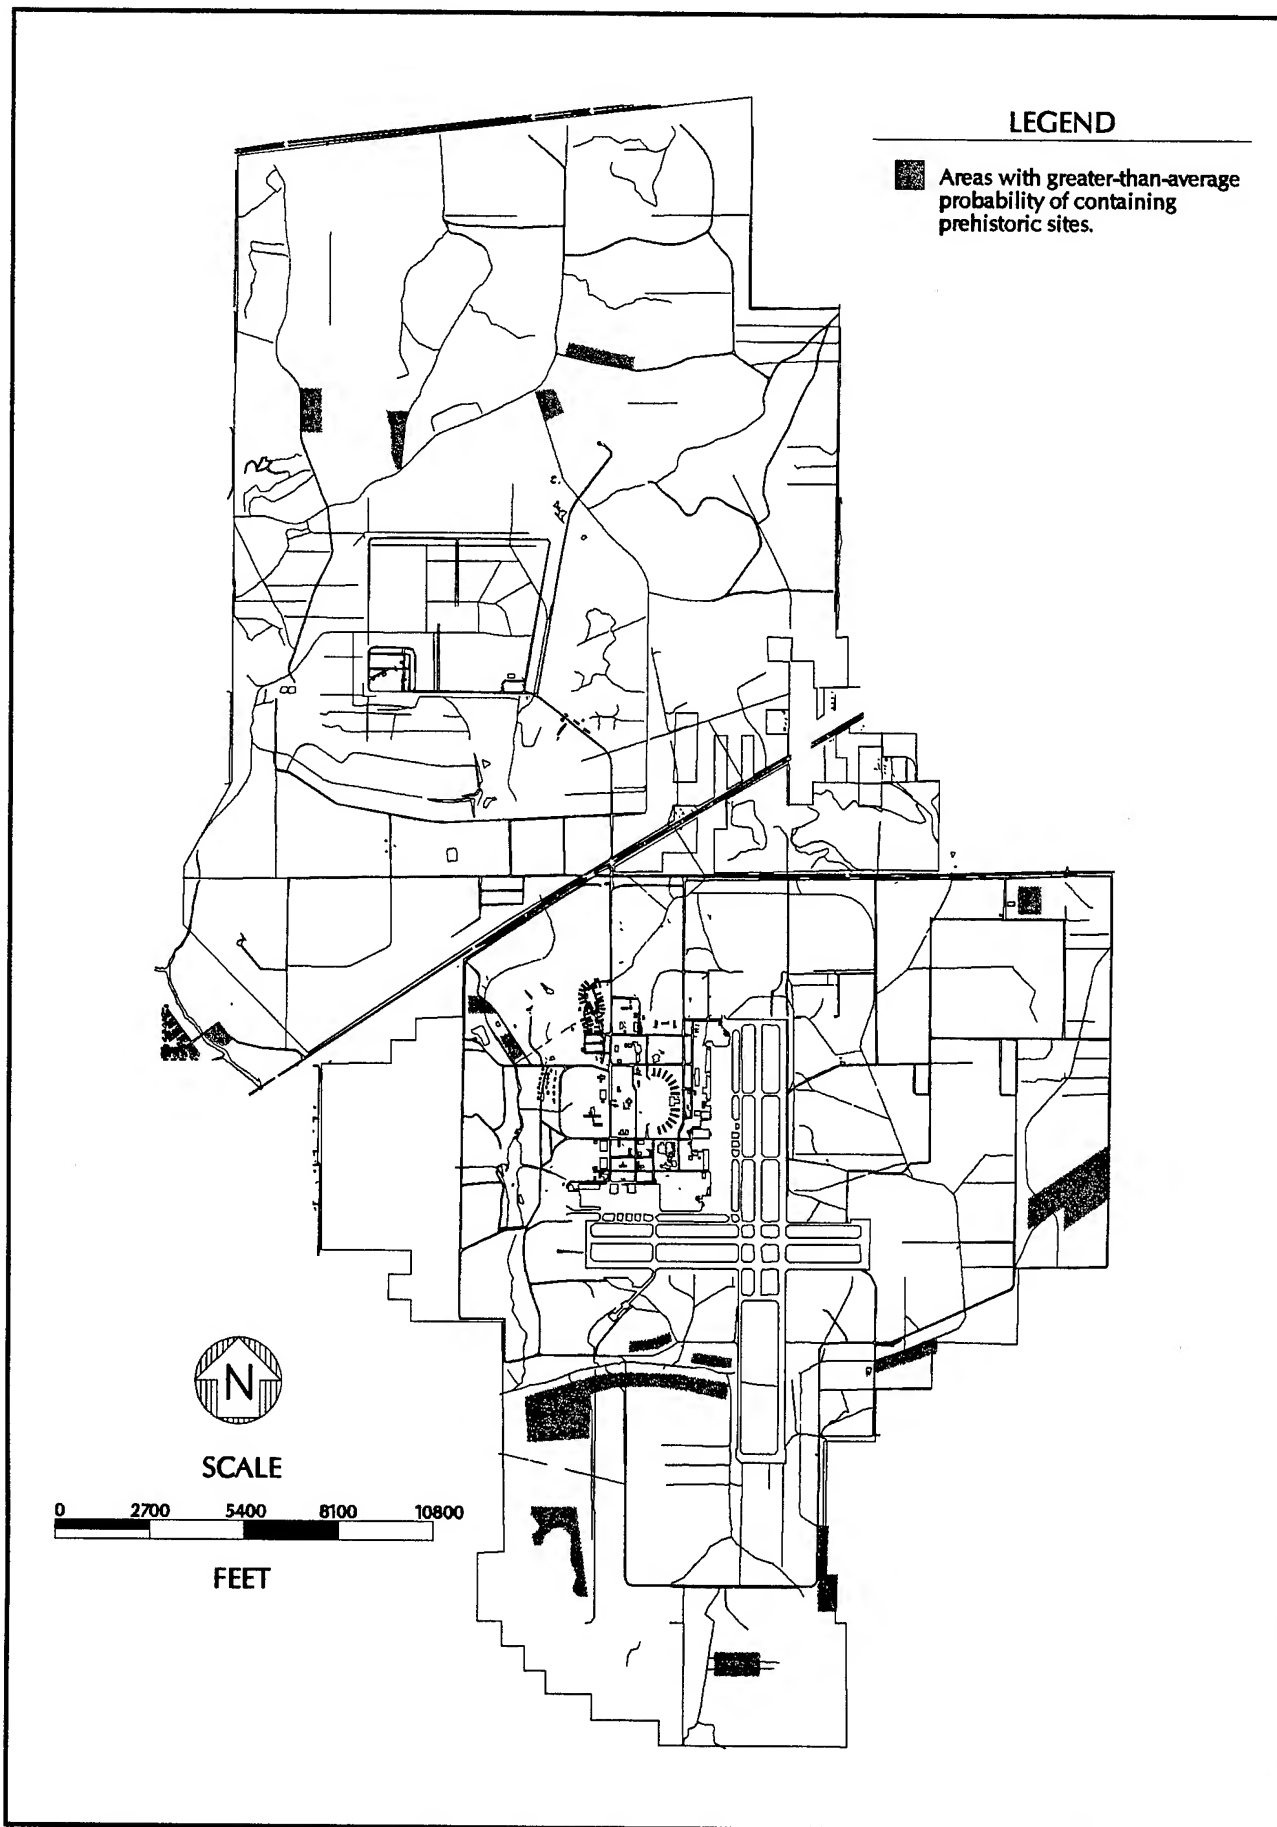 LEGEND
Areas with greater-than-average
probability of containing
prehistoric sites.
N
SCALE
0 2700 5400 8100 10800
FEET